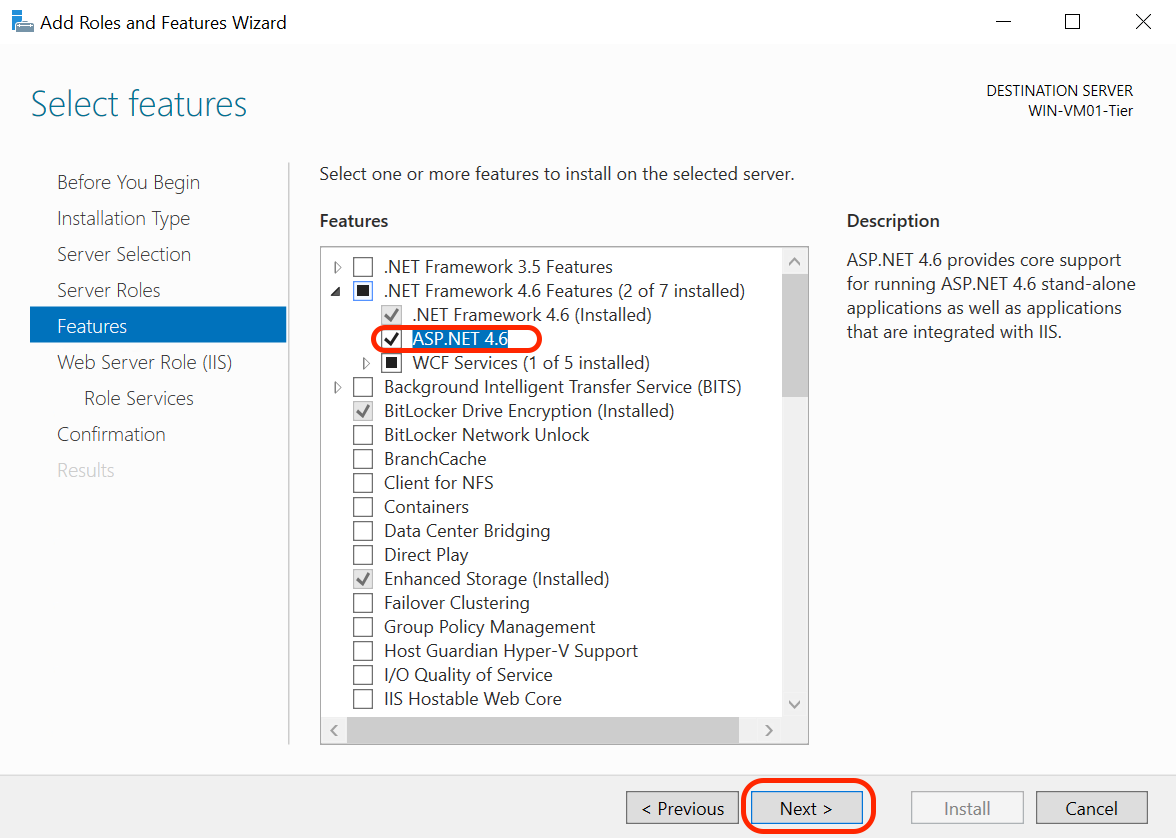 Add Roles and Features Wizard
Select features
DESTINATION SERVER
WIN-VM01-Tier
Before You Begin
Installation Type
Server Selection
Server Roles
Features
Web Server Role (IIS)
Role Services
Confirmation
Results
Select one or more features to install on the selected server.
Features
.NET Framework 3.5 Features
.NET Framework 4.6 Features (2 of 7 installed)
.NET Framework 4.6 (Installed)
ASP.NET 4.6
WCF Services (1 of 5 installed)
Background Intelligent Transfer Service (BITS)
BitLocker Drive Encryption (Installed)
BitLocker Network Unlock
BranchCache
Client for NFS
Containers
Data Center Bridging
Direct Play
Enhanced Storage (Installed)
Failover Clustering
Group Policy Management
Host Guardian Hyper-V Support
I/O Quality of Service
IIS Hostable Web Core
Description
ASP.NET 4.6 provides core support
for running ASP.NET 4.6 stand-alone
applications as well as applications
that are integrated with IIS.
< Previous
Next >
Install
Cancel